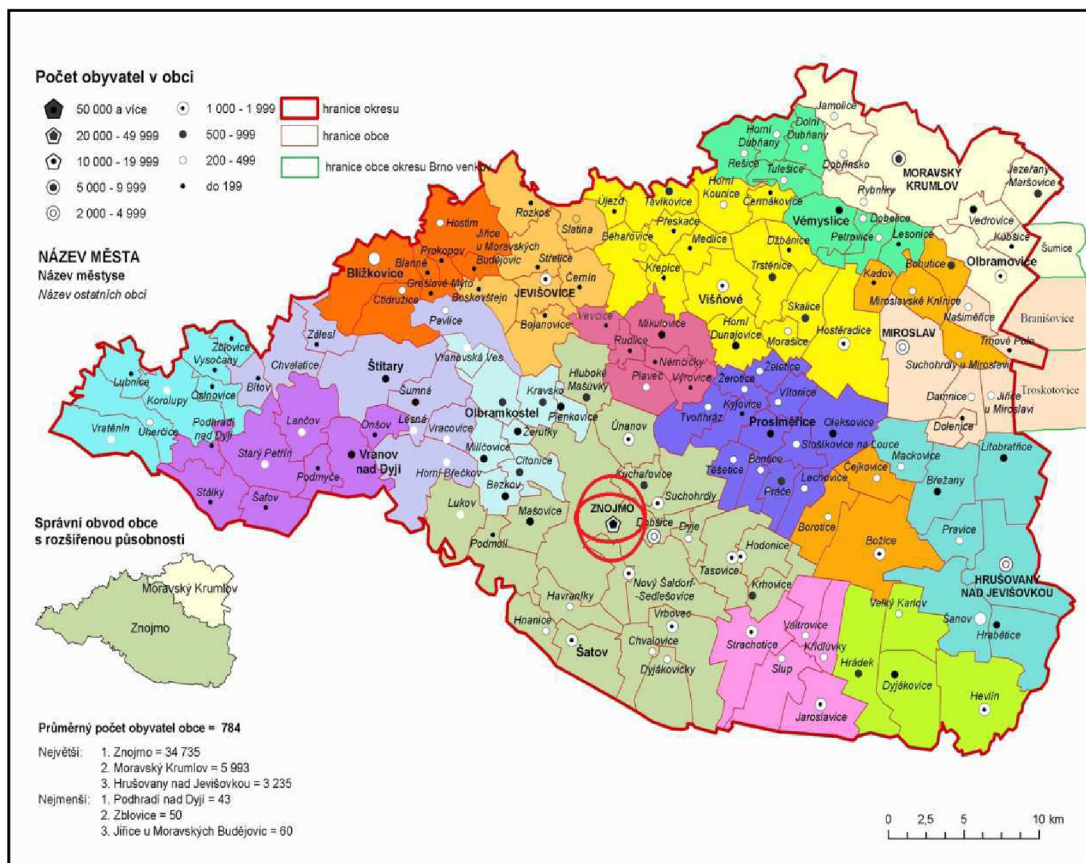 Počet obyvatel v obci
50 000 a více
20 000 - 49 999
10 000 - 19 999
5 000 - 9 999
2 000 - 4 999
1 000 - 1 999
500 - 999
200 - 499
do 199
hranice okresu
hranice obce
hranice obce okresu Brno venkov
NÁZEV MĚSTA
Název městyse
Název ostatních obcí
Jamolice
Horní
Dubňany
Dolní
Dubňany
Dobřínsko
MORAVSKÝ
KRUMLOV
Jezeřany
Maršovice
Řešice
Tulešice
Rybníky
Vedrovice
Kubšice
Šumice
Olbramovice
Vémyslice
Dobelice
Petrovice
Lesonice
Horní
Kounice
Čermákovice
Tavíkovice
Újezd
Přeskače
Běhařovice
Medlice
Džbánice
Trstěnice
Křepice
Višňové
Skalice
Horní
Dunajovice
Morašice
Hostěradice
Kadov
Bohutice
Miroslavské Knínice
Našiměřice
Branišovice
MIROSLAV
Suchohrdly
u Miroslavi
Trnové Pole
Troskotovice
Damnice
Jiřice
u Miroslavi
Dolenice
Rozkoš
Slatina
Hostim
Jiřice
u Moravských
Budějovic
Prokopov
Blížkovice
Blanné
Střelice
JEVIŠOVICE
Černín
Grešlové Mýto
Boskovštejn
Ctidružice
Bojanovice
Pavlice
Vevčice
Mikulovice
Rudlice
Němčičky
Plaveč
Výrovice
Zálesí
Zblovice
Chvalatice
Vysočany
Bítov
Lubnice
Korolupy
Oslnovice
Vratěnín
Uherčice
Podhradí
nad Dyjí
Štítary
Šumná
Lančov
Onšov
Lesná
Vracovice
Starý Petřín
Vranov
nad Dyjí
Horní Břečkov
Podmyče
Stálky
Šafov
Vranovská Ves
Hluboké
Mašůvky
Kravsko
Plenkovice
Olbramkostel
Žerůtky
Milíčovice
Citonice
Bezkov
Únanov
Žerotice
Želetice
Kyjovice
Vítonice
Tvořihráz
Prosiměřice
Oleksovice
Stošíkovice na Louce
Bantice
Těšetice
Práče
Lechovice
Mackovice
Čejkovice
Litobratřice
Břežany
Borotice
Božice
Pravice
HRUŠOVANY
NAD JEVIŠOVKOU
Šanov
Hrabětice
Kuchařovice
Suchohrdly
ZNOJMO
Dobšice
Dyje
Lukov
Mašovice
Podmolí
Hodonice
Tasovice
Krhovice
Nový Šaldorf-
Sedlešovice
Havraníky
Vrbovec
Hnanice
Šatov
Chvalovice
Dyjákovičky
Strachotice
Valtrovice
Křídlůvky
Slup
Jaroslavice
Velký Karlov
Hrádek
Dyjákovice
Hevlín
Správní obvod obce
s rozšířenou působností
Moravský Krumlov
Znojmo
Průměrný počet obyvatel obce = 784
Největší: 1. Znojmo = 34 735
2. Moravský Krumlov = 5 993
3. Hrušovany nad Jevišovkou = 3 235
Nejmenší: 1. Podhradí nad Dyjí = 43
2. Zblovice = 50
3. Jiřice u Moravských Budějovic = 60
0 2,5 5 10 km